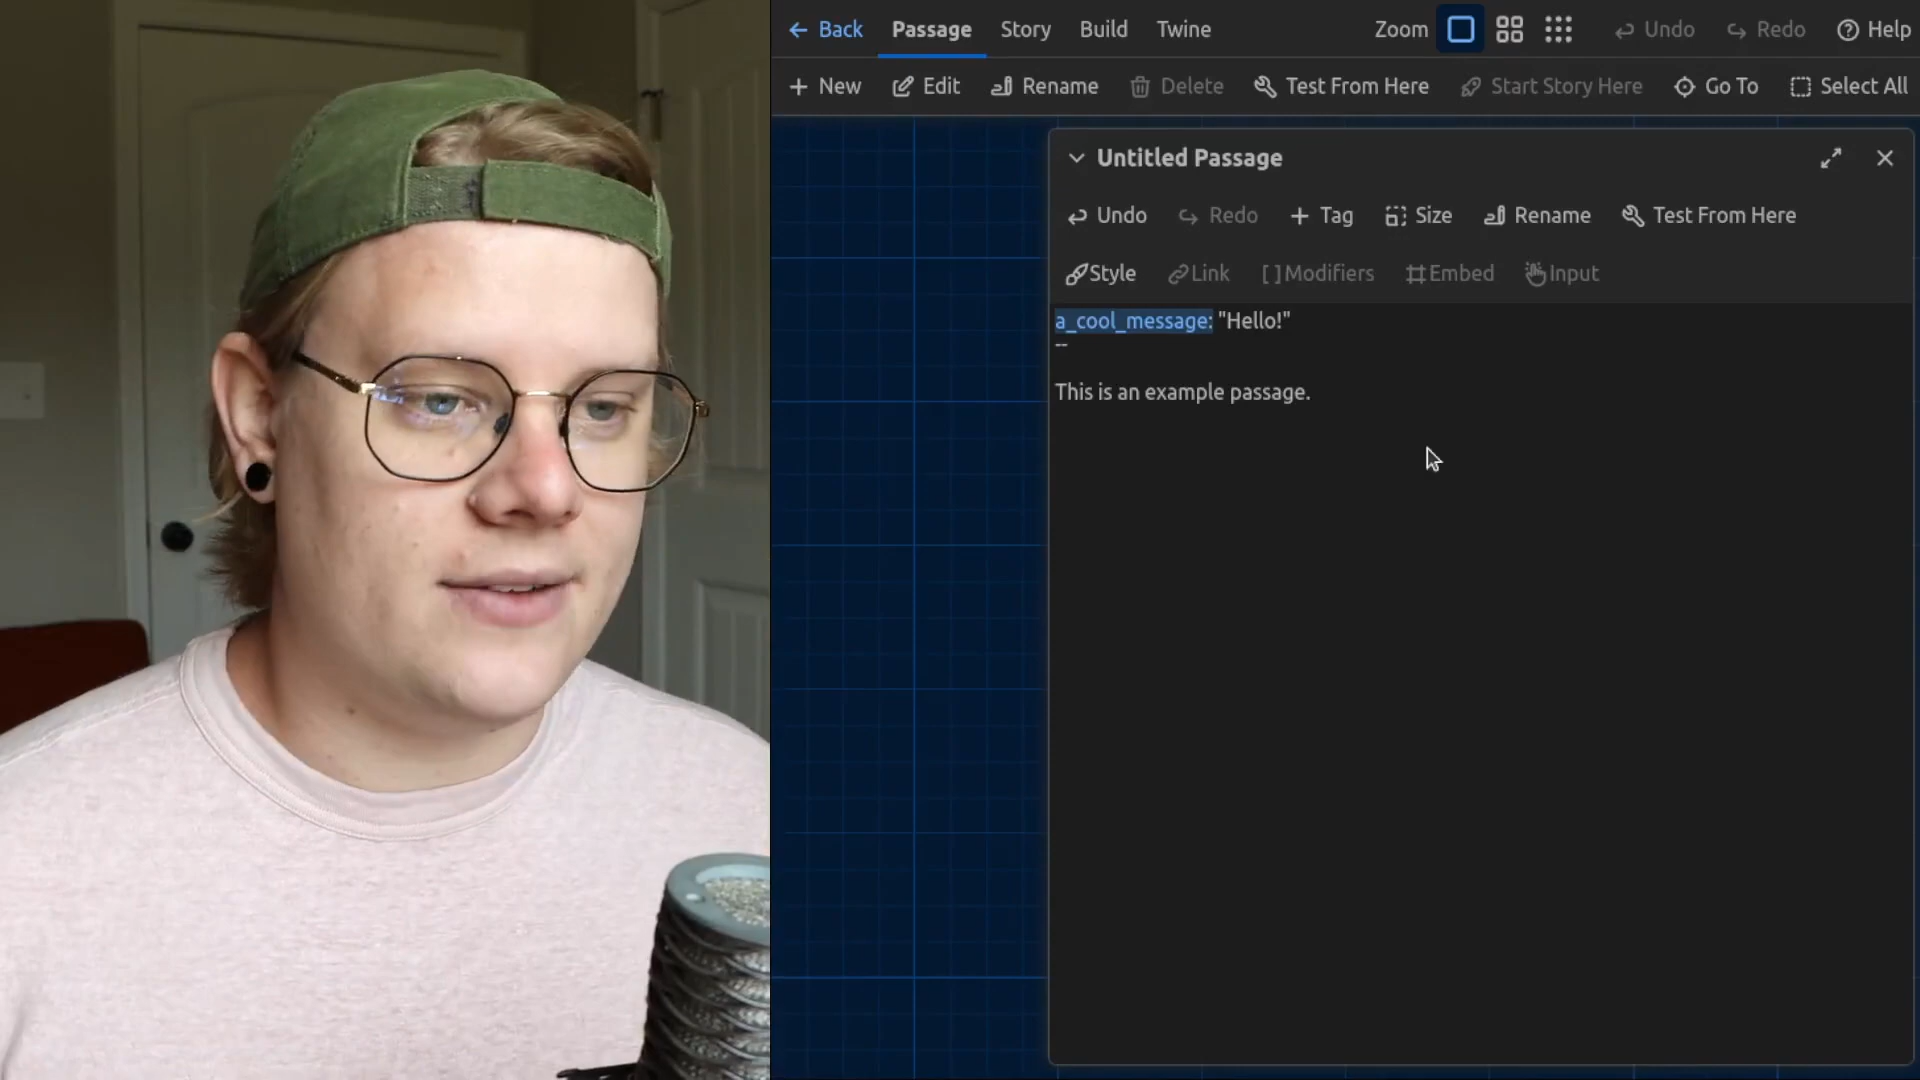 Back Passage Story Build Twine Zoom Undo Redo Help
New Edit Rename Delete Test From Here Start Story Here Go To Select All
Untitled Passage
Undo Redo Tag Size Rename Test From Here
Style Link [ ] Modifiers Embed Input
a_cool_message: "Hello!"
--
This is an example passage.